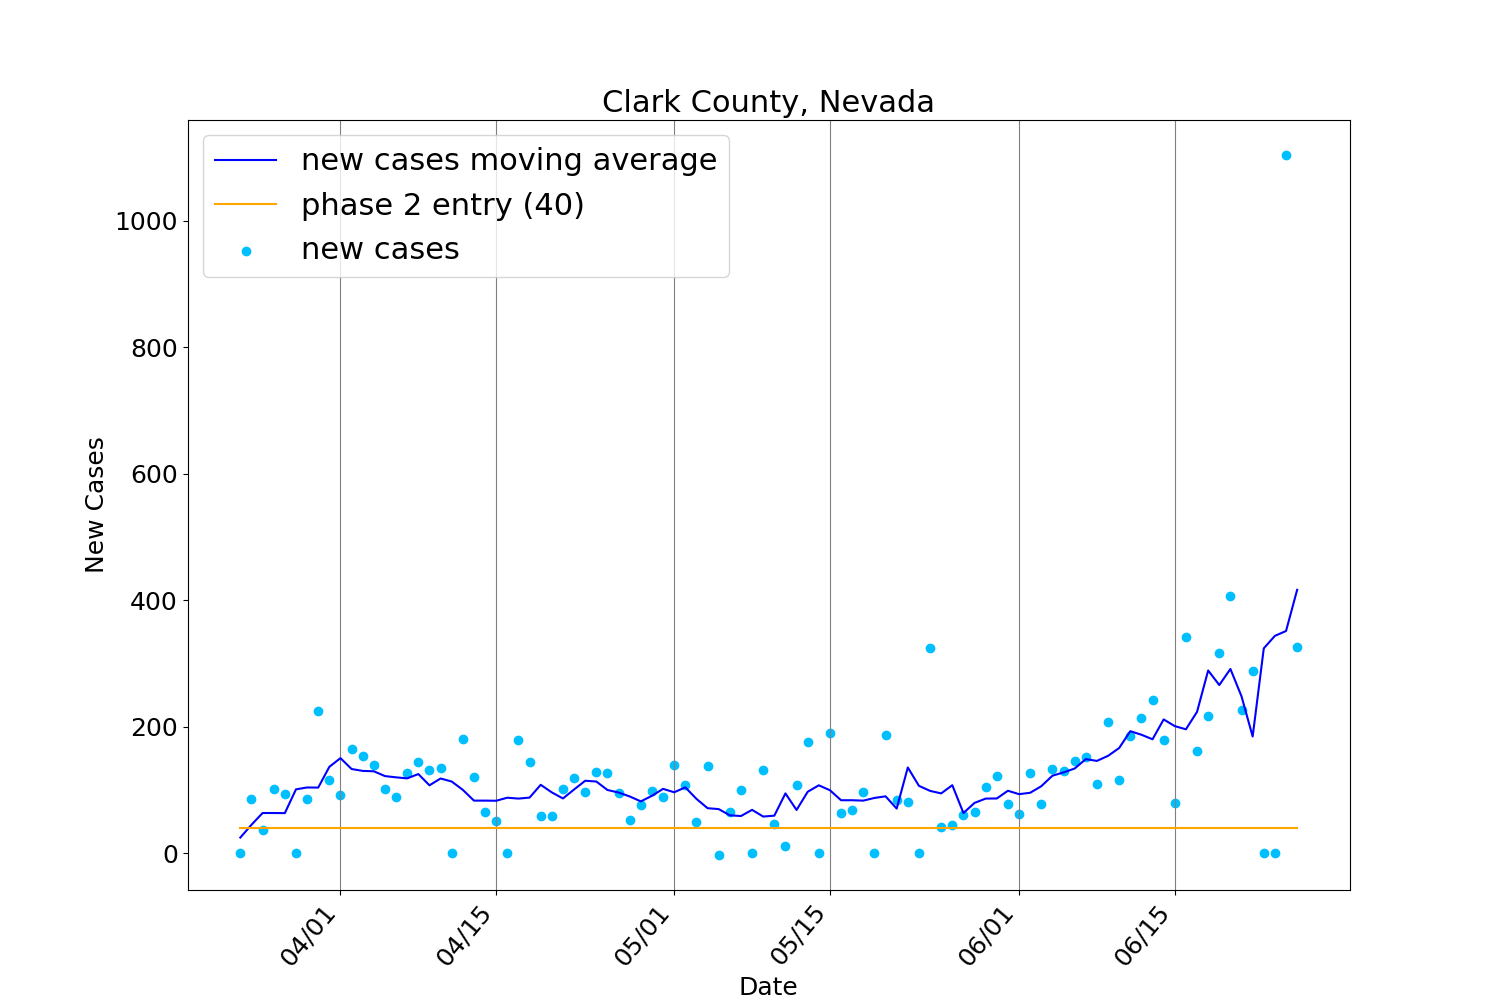 Clark County, Nevada
new cases moving average
phase 2 entry (40)
new cases
1000
800
600
400
200
0
New Cases
04/01
04/15
05/01
05/15
06/01
06/15
Date